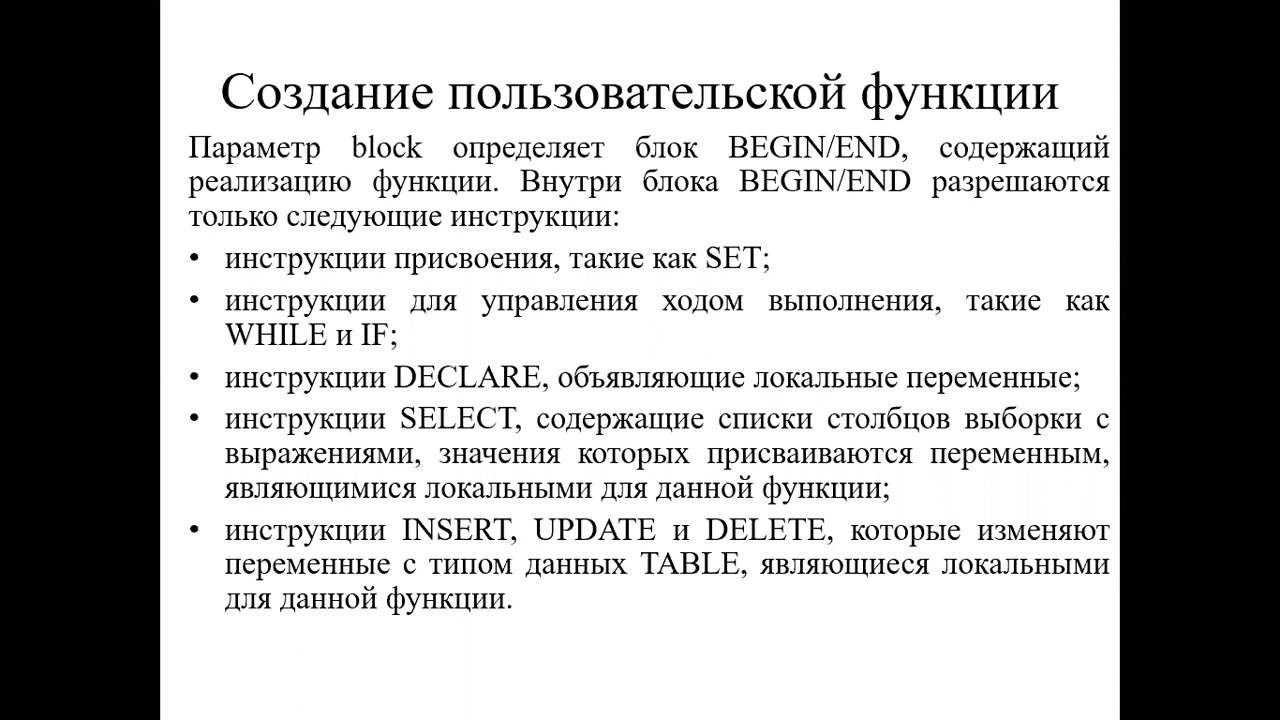 Создание пользовательской функции
Параметр block определяет блок BEGIN/END, содержащий
реализацию функции. Внутри блока BEGIN/END разрешаются
только следующие инструкции:
• инструкции присвоения, такие как SET;
• инструкции для управления ходом выполнения, такие как
WHILE и IF;
• инструкции DECLARE, объявляющие локальные переменные;
• инструкции SELECT, содержащие списки столбцов выборки с
выражениями, значения которых присваиваются переменным,
являющимися локальными для данной функции;
• инструкции INSERT, UPDATE и DELETE, которые изменяют
переменные с типом данных TABLE, являющиеся локальными
для данной функции.